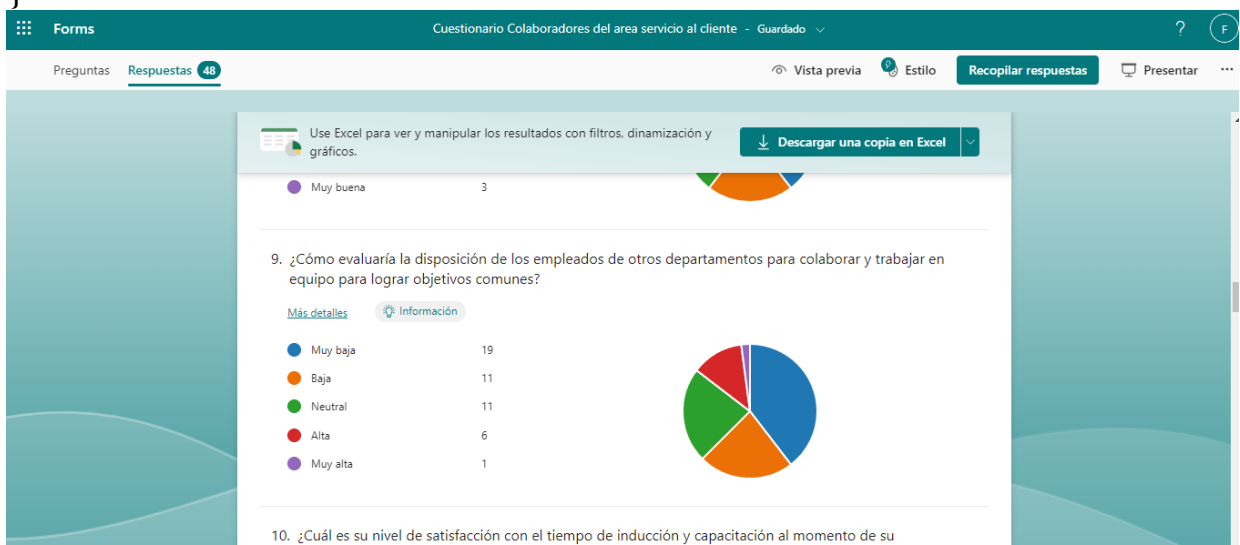 Forms
Cuestionario Colaboradores del area servicio al cliente - Guardado
?
F
Preguntas Respuestas 48
Vista previa Estilo Recopilar respuestas Presentar ...
Use Excel para ver y manipular los resultados con filtros, dinamización y
gráficos.
Descargar una copia en Excel
Muy buena 3
9. ¿Cómo evaluaría la disposición de los empleados de otros departamentos para colaborar y trabajar en
equipo para lograr objetivos comunes?
Más detalles Información
Muy baja 19
Baja 11
Neutral 11
Alta 6
Muy alta 1
10. ¿Cuál es su nivel de satisfacción con el tiempo de inducción y capacitación al momento de su